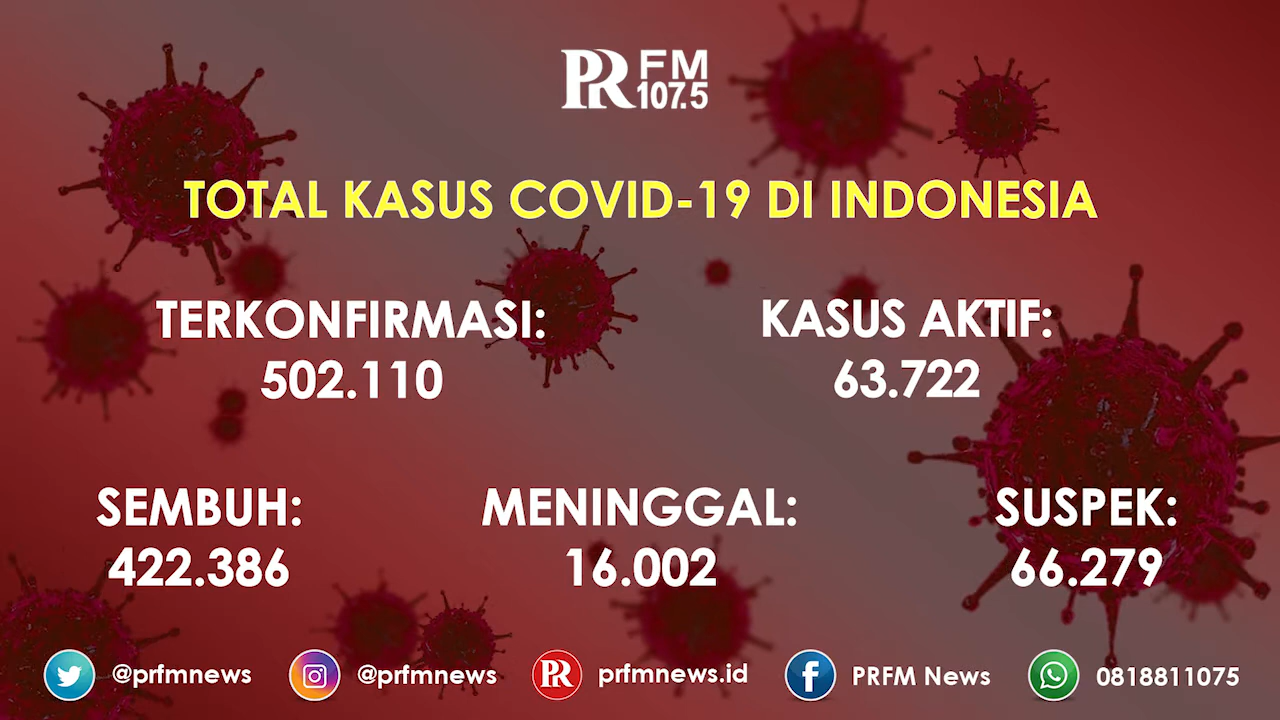 PR FM
107.5
TOTAL KASUS COVID-19 DI INDONESIA
TERKONFIRMASI:
502.110
KASUS AKTIF:
63.722
SEMBUH:
422.386
MENINGGAL:
16.002
SUSPEK:
66.279
@prfmnews
@prfmnews
PR
prfmnews.id
PRFM News
0818811075